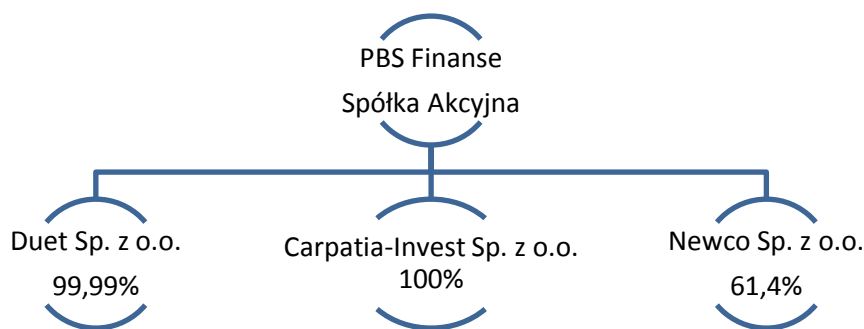 PBS Finanse
Spółka Akcyjna
Duet Sp. z o.o.
99,99%
Carpatia-Invest Sp. z o.o.
100%
Newco Sp. z o.o.
61,4%